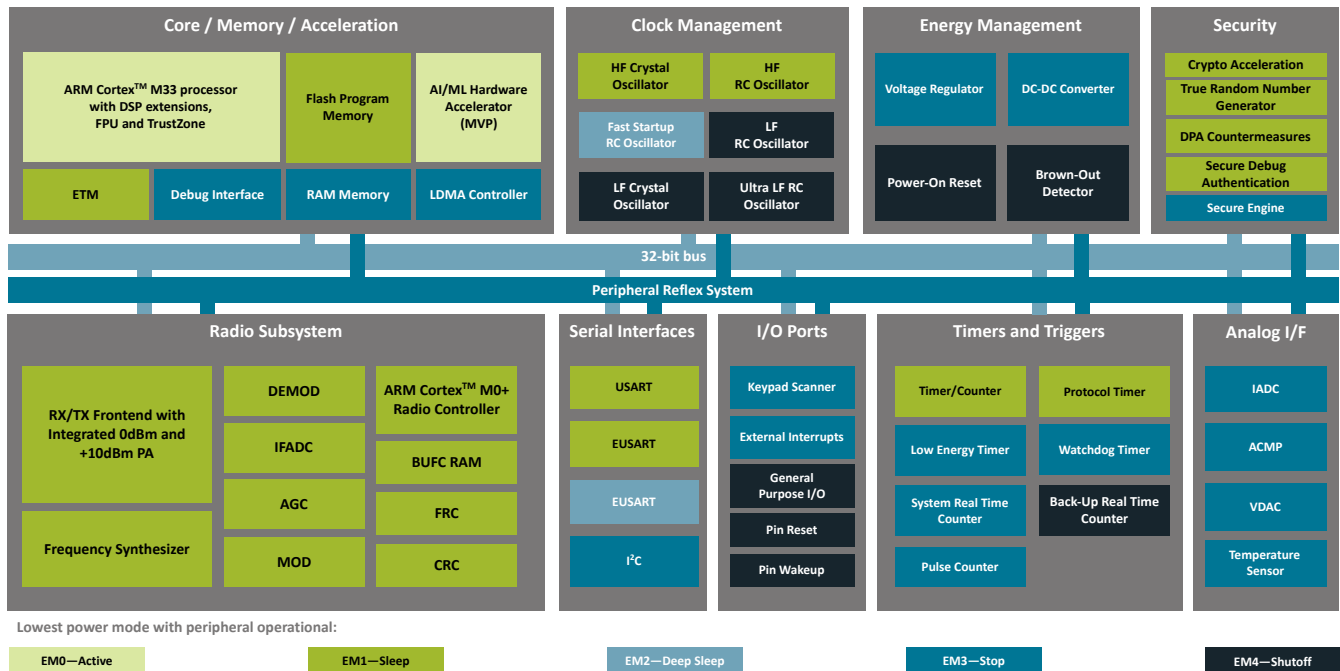 Core / Memory / Acceleration
ARM Cortex™ M33 processor
with DSP extensions,
FPU and TrustZone
Flash Program
Memory
AI/ML Hardware
Accelerator
(MVP)
ETM
Debug Interface
RAM Memory
LDMA Controller
Clock Management
HF Crystal
Oscillator
HF
RC Oscillator
Fast Startup
RC Oscillator
LF
RC Oscillator
LF Crystal
Oscillator
Ultra LF RC
Oscillator
Energy Management
Voltage Regulator
DC-DC Converter
Power-On Reset
Brown-Out
Detector
Security
Crypto Acceleration
True Random Number
Generator
DPA Countermeasures
Secure Debug
Authentication
Secure Engine
32-bit bus
Peripheral Reflex System
Radio Subsystem
RX/TX Frontend with
Integrated 0dBm and
+10dBm PA
Frequency Synthesizer
DEMOD
IFADC
AGC
MOD
ARM Cortex™ M0+
Radio Controller
BUFC RAM
FRC
CRC
Serial Interfaces
USART
EUSART
EUSART
I²C
I/O Ports
Keypad Scanner
External Interrupts
General
Purpose I/O
Pin Reset
Pin Wakeup
Timers and Triggers
Timer/Counter
Protocol Timer
Low Energy Timer
Watchdog Timer
System Real Time
Counter
Back-Up Real Time
Counter
Pulse Counter
Analog I/F
IADC
ACMP
VDAC
Temperature
Sensor
Lowest power mode with peripheral operational:
EM0—Active
EM1—Sleep
EM2—Deep Sleep
EM3—Stop
EM4—Shutoff